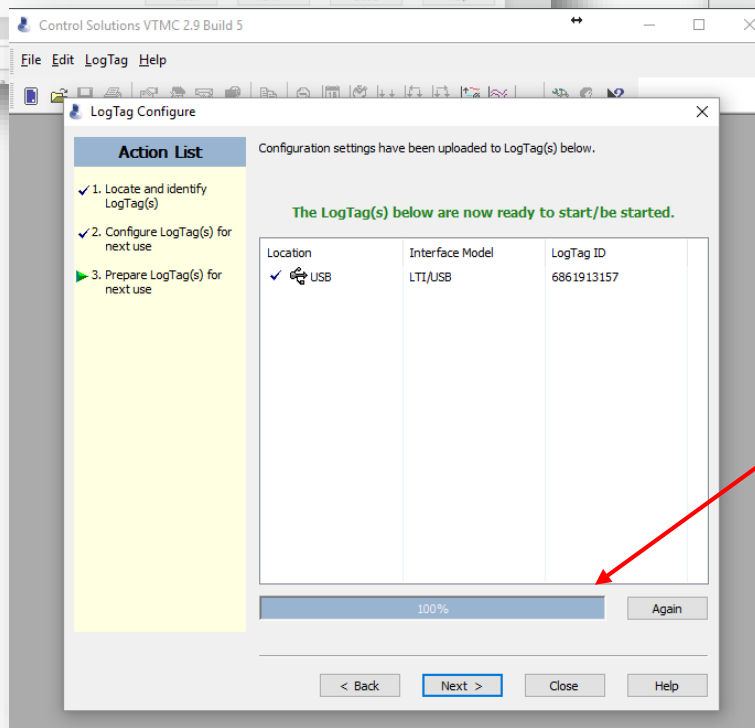 Control Solutions VTMC 2.9 Build 5
File Edit LogTag Help
LogTag Configure
Action List
1. Locate and identify
LogTag(s)
2. Configure LogTag(s) for
next use
3. Prepare LogTag(s) for
next use
Configuration settings have been uploaded to LogTag(s) below.
The LogTag(s) below are now ready to start/be started.
Location Interface Model LogTag ID
USB LTI/USB 6861913157
100%
Again
< Back Next > Close Help